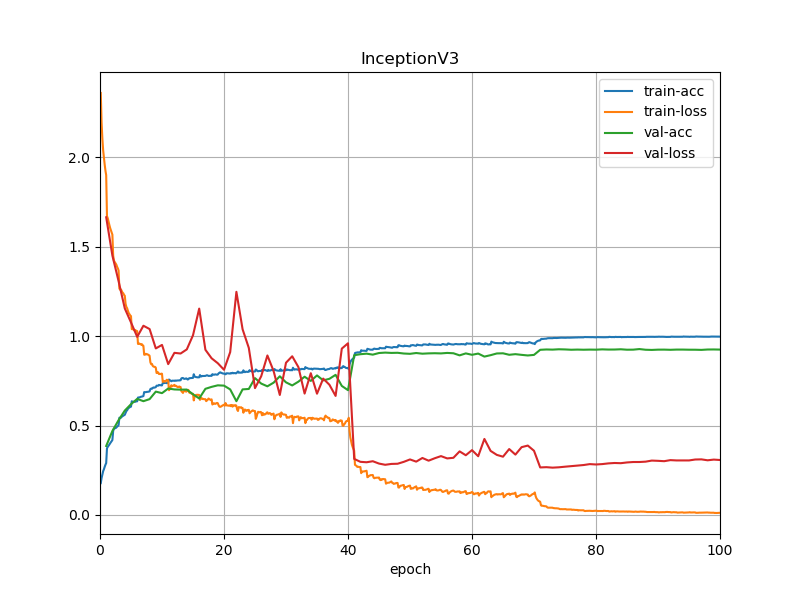 InceptionV3
train-acc
train-loss
val-acc
val-loss
2.0
1.5
1.0
0.5
0.0
0 20 40 60 80 100
epoch